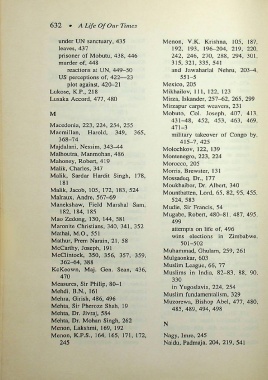 632 • A Life Of Our Times
under UN sanctuary, 435
leaves, 437
prisoner of Mobutu, 438, 446
murder of, 448
reactions at UN, 449–50
US perceptions of, 422–23
plot against, 420–21
Lukose, K.P., 218
Lusaka Accord, 477, 480
M
Macedonia, 223, 224, 254, 255
Macmillan, Harold, 349, 365,
368–74
Majdalani, Nessim, 343–44
Malhoutra, Manmohan, 486
Mahoney, Robert, 419
Malik, Charles, 347
Malik, Sardar Hardit Singh, 178,
181
Malik, Jacob, 105, 172, 183, 524
Malraux, Andre, 567–69
Manekshaw, Field Marshal Sam,
182, 184, 185
Mao Zedong, 130, 144, 581
Maronite Christians, 340, 341, 352
Marhal, M.O., 551
Mathur, Prem Narain, 21, 58
McCarthy, Joseph, 191
McClintock, 350, 356, 357, 359,
362–64, 388
McKeown, Maj. Gen. Sean, 436,
470
Measures, Sir Philip, 80–1
Mehdi, B.N., 161
Mehra, Girish, 486, 496
Mehta, Sir Pheroze Shah, 19
Mehta, Dr. Jivraj, 584
Mehta, Dr. Mohan Singh, 262
Menon, Lakshmi, 169, 192
Menon, K.P.S., 164, 165, 171, 172,
245
Menon, V.K. Krishna, 105, 187,
192, 193, 196–204, 219, 220,
242, 246, 270, 288, 294, 301,
315, 321, 335, 541
and Jawaharlal Nehru, 203–4,
551–5
Mexico, 205
Mikhailov, 111, 122, 123
Mirza, Iskander, 257–62, 265, 299
Mirzapur carpet weavers, 231
Mobutu, Col. Joseph, 407, 413,
431–48, 452, 453, 463, 469,
471–3
military takeover of Congo by,
415–7, 425
Molochkov, 122, 139
Montenegro, 223, 224
Morocco, 205
Morris, Brewster, 130
Mossadeq, Dr., 177
Moukhaiber, Dr. Albert, 340
Mountbatten, Lord, 65, 82, 95, 455,
524, 583
Mudie, Sir Francis, 54
Mugabe, Robert, 480–81, 487, 495,
499
attempts on life of, 496
wins elections in Zimbabwe,
501–502
Muhammad, Ghulam, 259, 261
Mulgaonkar, 603
Muslim League, 66, 77
Muslims in India, 82–83, 88, 90,
330
in Yugoslavia, 224, 254
Muslim fundamentalism, 329
Muzorewa, Bishop Abel, 477, 480,
485, 489, 494, 498
N
Nagy, Imre, 245
Naidu, Padmaja, 204, 219, 541